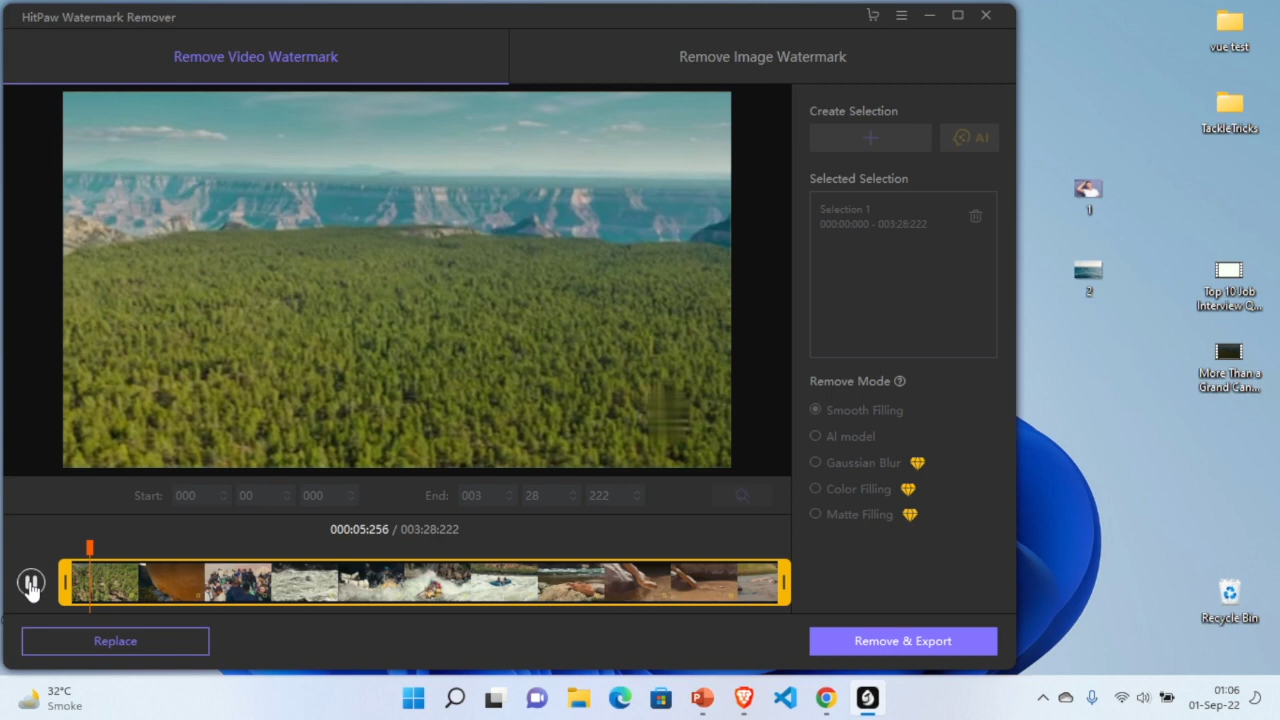 HitPaw Watermark Remover
Remove Video Watermark
Remove Image Watermark
Create Selection
AI
Selected Selection
Selection 1
000:00:000 - 003:28:222
Remove Mode
Smooth Filling
AI model
Gaussian Blur
Color Filling
Matte Filling
Start: 000 00 000 End: 003 28 222
000:05:256 / 003:28:222
Replace
Remove & Export
vue test
TackleTricks
1
2
Top 10 Job
Interview Q...
More Than a
Grand Can...
Recycle Bin
32°C
Smoke
01:06
01-Sep-22